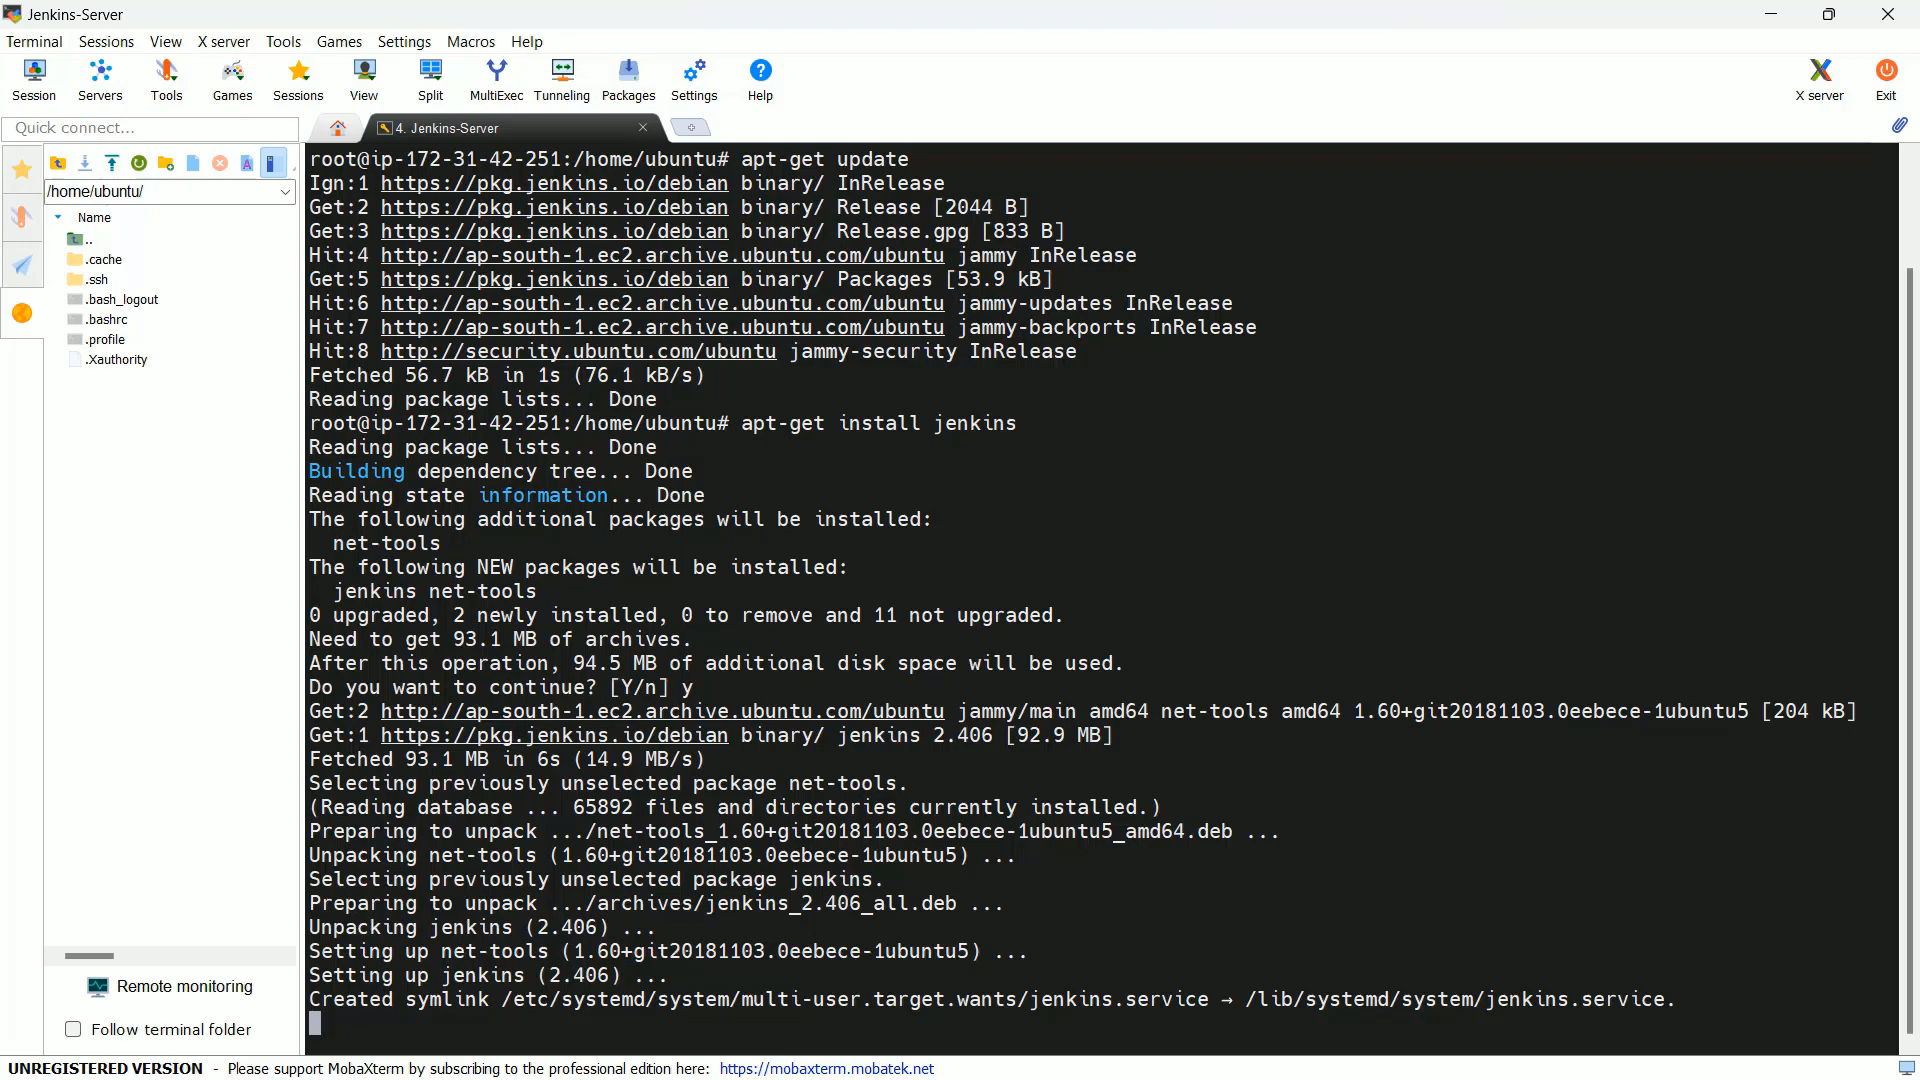 Jenkins-Server
Terminal Sessions View X server Tools Games Settings Macros Help
Session Servers Tools Games Sessions View Split MultiExec Tunneling Packages Settings Help X server Exit
Quick connect...
4. Jenkins-Server
/home/ubuntu/
Name
..
.cache
.ssh
.bash_logout
.bashrc
.profile
.Xauthority
Remote monitoring
Follow terminal folder
root@ip-172-31-42-251:/home/ubuntu# apt-get update
Ign:1 https://pkg.jenkins.io/debian binary/ InRelease
Get:2 https://pkg.jenkins.io/debian binary/ Release [2044 B]
Get:3 https://pkg.jenkins.io/debian binary/ Release.gpg [833 B]
Hit:4 http://ap-south-1.ec2.archive.ubuntu.com/ubuntu jammy InRelease
Get:5 https://pkg.jenkins.io/debian binary/ Packages [53.9 kB]
Hit:6 http://ap-south-1.ec2.archive.ubuntu.com/ubuntu jammy-updates InRelease
Hit:7 http://ap-south-1.ec2.archive.ubuntu.com/ubuntu jammy-backports InRelease
Hit:8 http://security.ubuntu.com/ubuntu jammy-security InRelease
Fetched 56.7 kB in 1s (76.1 kB/s)
Reading package lists... Done
root@ip-172-31-42-251:/home/ubuntu# apt-get install jenkins
Reading package lists... Done
Building dependency tree... Done
Reading state information... Done
The following additional packages will be installed:
  net-tools
The following NEW packages will be installed:
  jenkins net-tools
0 upgraded, 2 newly installed, 0 to remove and 11 not upgraded.
Need to get 93.1 MB of archives.
After this operation, 94.5 MB of additional disk space will be used.
Do you want to continue? [Y/n] y
Get:2 http://ap-south-1.ec2.archive.ubuntu.com/ubuntu jammy/main amd64 net-tools amd64 1.60+git20181103.0eebece-1ubuntu5 [204 kB]
Get:1 https://pkg.jenkins.io/debian binary/ jenkins 2.406 [92.9 MB]
Fetched 93.1 MB in 6s (14.9 MB/s)
Selecting previously unselected package net-tools.
(Reading database ... 65892 files and directories currently installed.)
Preparing to unpack .../net-tools_1.60+git20181103.0eebece-1ubuntu5_amd64.deb ...
Unpacking net-tools (1.60+git20181103.0eebece-1ubuntu5) ...
Selecting previously unselected package jenkins.
Preparing to unpack .../archives/jenkins_2.406_all.deb ...
Unpacking jenkins (2.406) ...
Setting up net-tools (1.60+git20181103.0eebece-1ubuntu5) ...
Setting up jenkins (2.406) ...
Created symlink /etc/systemd/system/multi-user.target.wants/jenkins.service → /lib/systemd/system/jenkins.service.
UNREGISTERED VERSION - Please support MobaXterm by subscribing to the professional edition here: https://mobaxterm.mobatek.net